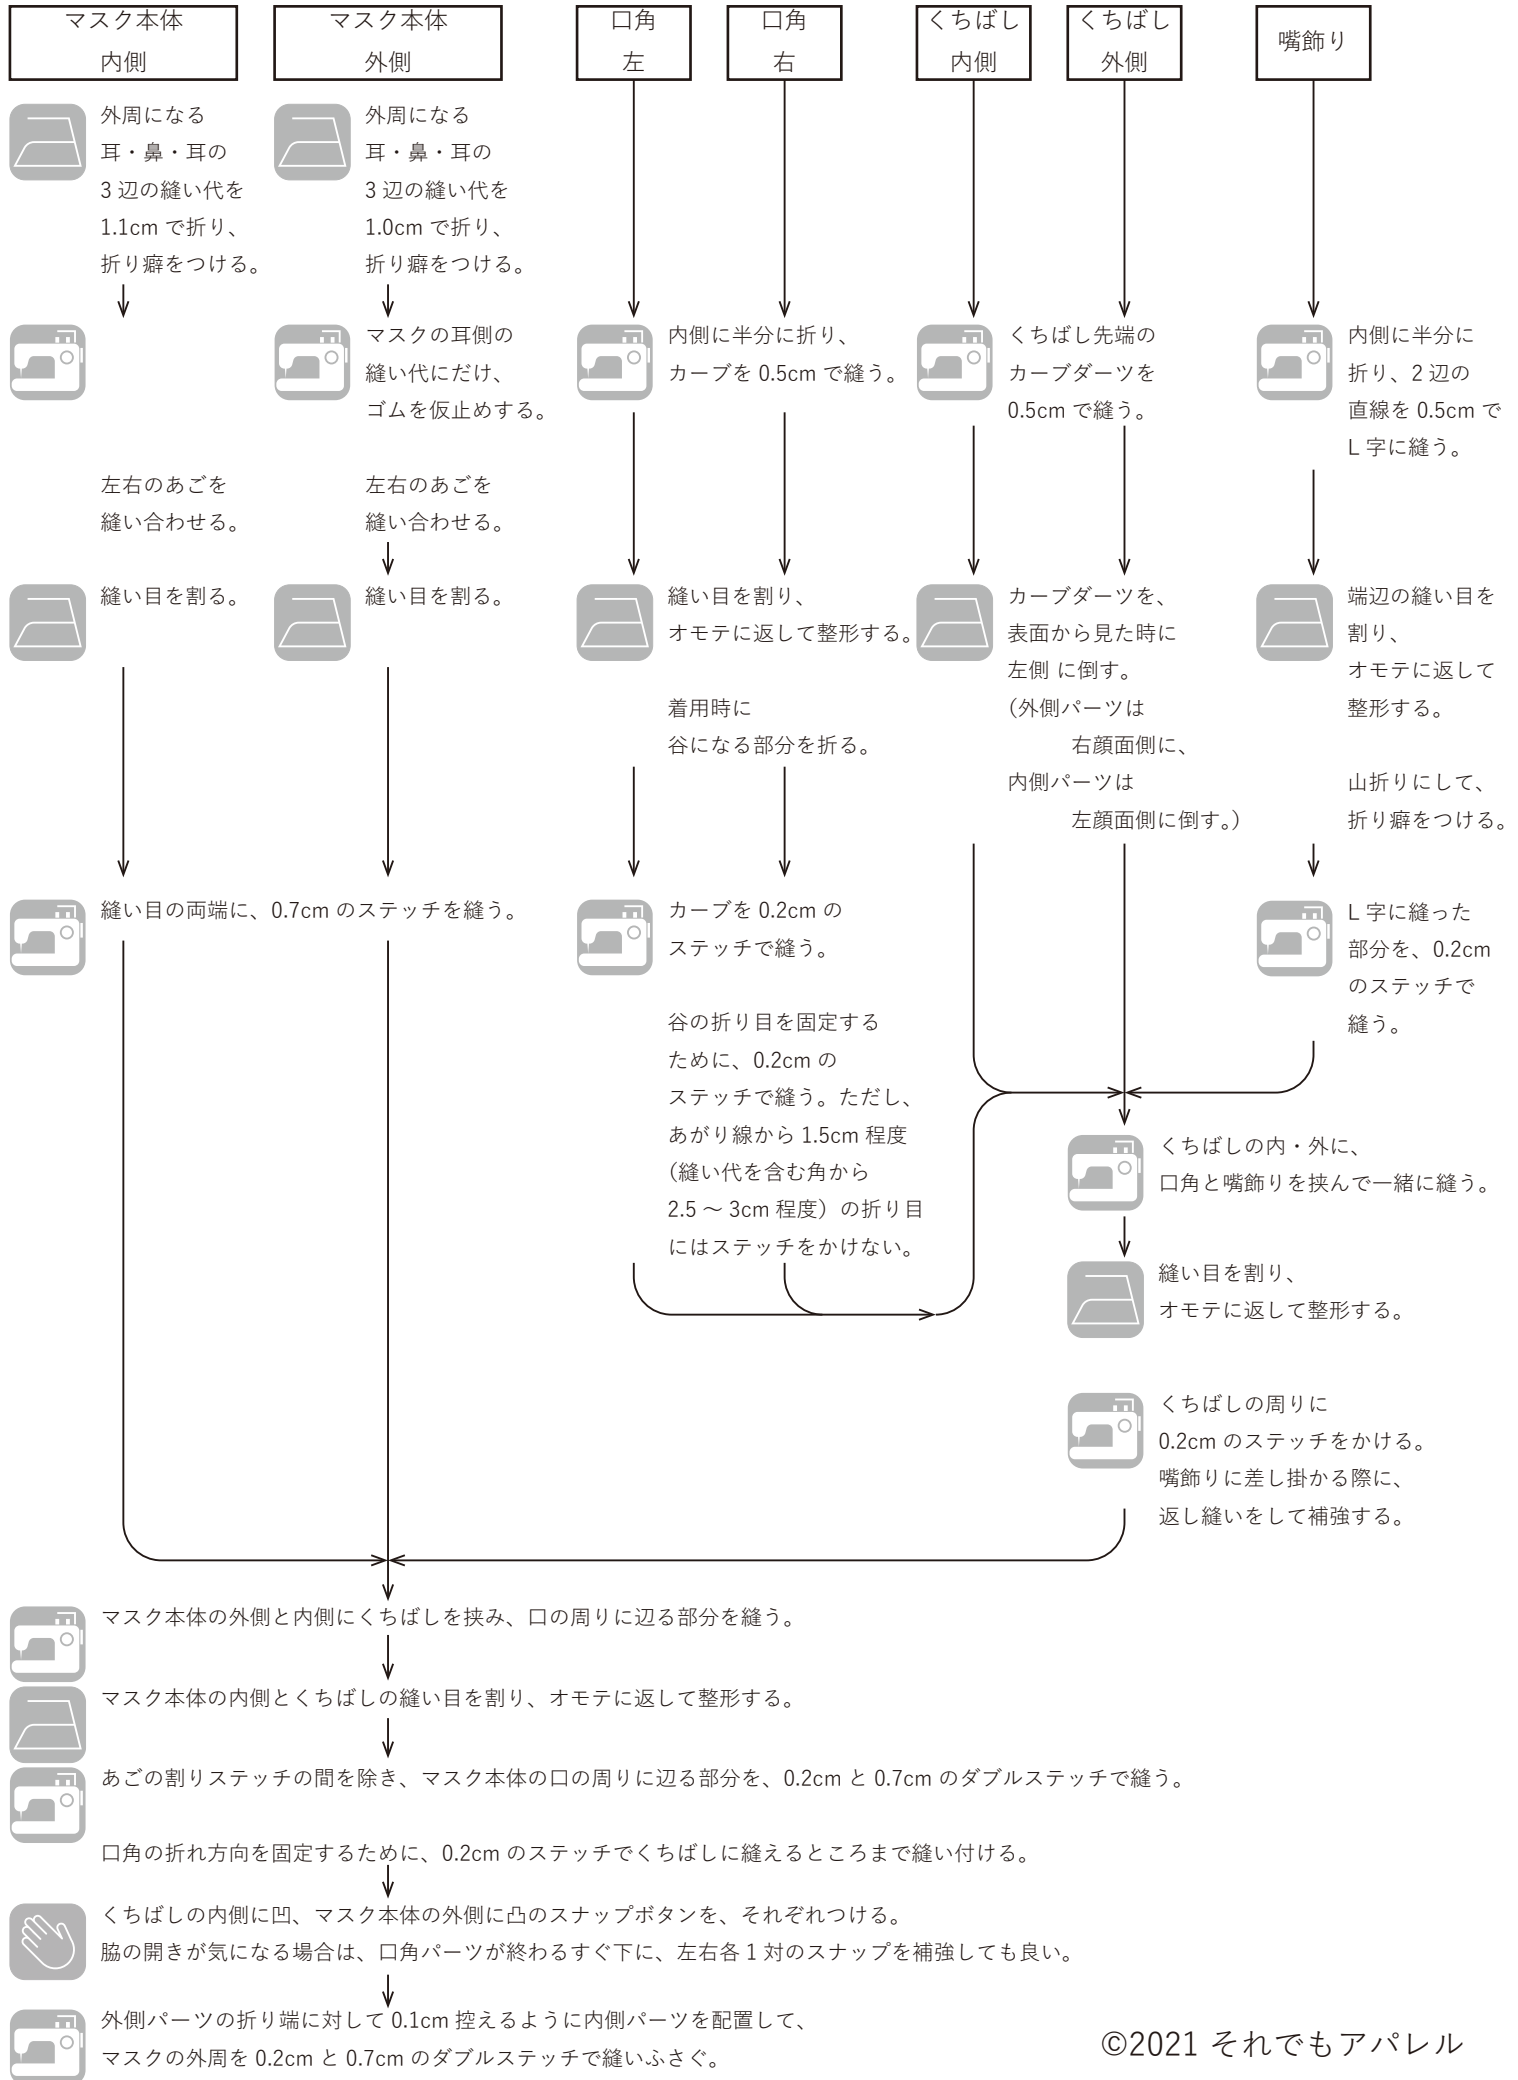 マスク本体
内側
マスク本体
外側
口角
左
口角
右
くちばし
内側
くちばし
外側
嘴飾り
外周になる
耳・鼻・耳の
3 辺の縫い代を
1.1cm で折り、
折り癖をつける。
外周になる
耳・鼻・耳の
3 辺の縫い代を
1.0cm で折り、
折り癖をつける。
マスクの耳側の
縫い代にだけ、
ゴムを仮止めする。
内側に半分に折り、
カーブを 0.5cm で縫う。
くちばし先端の
カーブダーツを
0.5cm で縫う。
内側に半分に
折り、2 辺の
直線を 0.5cm で
L 字に縫う。
左右のあごを
縫い合わせる。
左右のあごを
縫い合わせる。
縫い目を割る。
縫い目を割る。
縫い目を割り、
オモテに返して整形する。
着用時に
谷になる部分を折る。
カーブダーツを、
表面から見た時に
左側 に倒す。
（外側パーツは
右顔面側に、
内側パーツは
左顔面側に倒す。）
端辺の縫い目を
割り、
オモテに返して
整形する。
山折りにして、
折り癖をつける。
縫い目の両端に、0.7cm のステッチを縫う。
カーブを 0.2cm の
ステッチで縫う。
谷の折り目を固定する
ために、0.2cm の
ステッチで縫う。ただし、
あがり線から 1.5cm 程度
（縫い代を含む角から
2.5 〜 3cm 程度）の折り目
にはステッチをかけない。
L 字に縫った
部分を、0.2cm
のステッチで
縫う。
くちばしの内・外に、
口角と嘴飾りを挟んで一緒に縫う。
縫い目を割り、
オモテに返して整形する。
くちばしの周りに
0.2cm のステッチをかける。
嘴飾りに差し掛かる際に、
返し縫いをして補強する。
マスク本体の外側と内側にくちばしを挟み、口の周りに辺る部分を縫う。
マスク本体の内側とくちばしの縫い目を割り、オモテに返して整形する。
あごの割りステッチの間を除き、マスク本体の口の周りに辺る部分を、0.2cm と 0.7cm のダブルステッチで縫う。
口角の折れ方向を固定するために、0.2cm のステッチでくちばしに縫えるところまで縫い付ける。
くちばしの内側に凹、マスク本体の外側に凸のスナップボタンを、それぞれつける。
脇の開きが気になる場合は、口角パーツが終わるすぐ下に、左右各 1 対のスナップを補強しても良い。
外側パーツの折り端に対して 0.1cm 控えるように内側パーツを配置して、
マスクの外周を 0.2cm と 0.7cm のダブルステッチで縫いふさぐ。
©2021 それでもアパレル